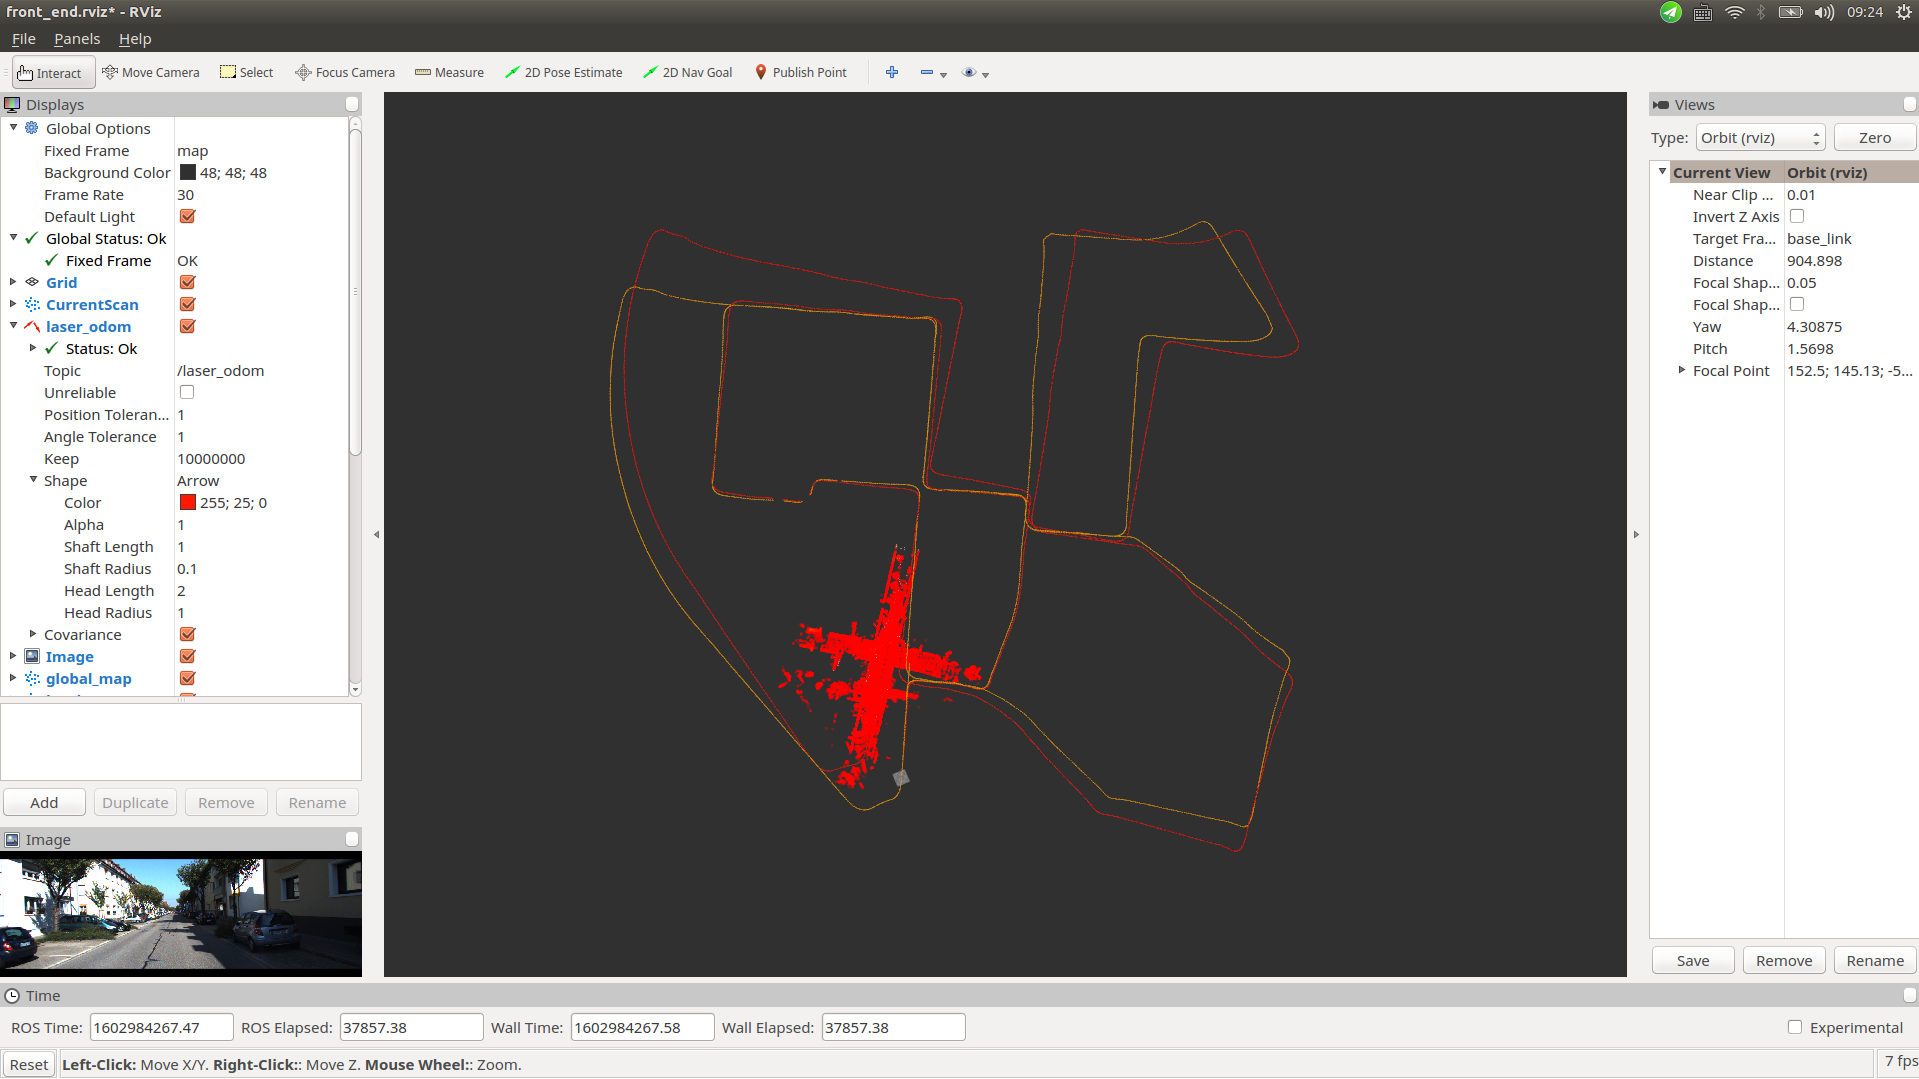 front_end.rviz* - RViz
09:24
File Panels Help
Interact Move Camera Select Focus Camera Measure 2D Pose Estimate 2D Nav Goal Publish Point
Displays
Global Options
Fixed Frame map
Background Color 48; 48; 48
Frame Rate 30
Default Light
Global Status: Ok
Fixed Frame OK
Grid
CurrentScan
laser_odom
Status: Ok
Topic /laser_odom
Unreliable
Position Toleran... 1
Angle Tolerance 1
Keep 10000000
Shape Arrow
Color 255; 25; 0
Alpha 1
Shaft Length 1
Shaft Radius 0.1
Head Length 2
Head Radius 1
Covariance
Image
global_map
Add Duplicate Remove Rename
Image
Views
Type: Orbit (rviz) Zero
Current View Orbit (rviz)
Near Clip ... 0.01
Invert Z Axis
Target Fra... base_link
Distance 904.898
Focal Shap... 0.05
Focal Shap...
Yaw 4.30875
Pitch 1.5698
Focal Point 152.5; 145.13; -5...
Save Remove Rename
Time
ROS Time: 1602984267.47 ROS Elapsed: 37857.38 Wall Time: 1602984267.58 Wall Elapsed: 37857.38 Experimental
Reset Left-Click: Move X/Y. Right-Click:: Move Z. Mouse Wheel:: Zoom. 7 fps